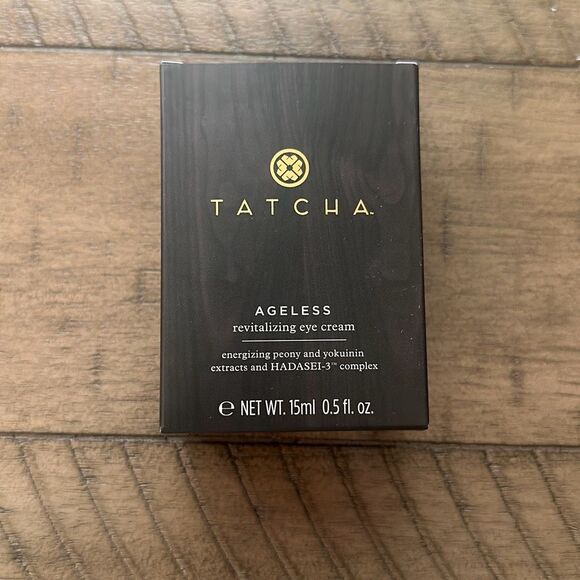 TATCHA™
AGELESS
revitalizing eye cream
energizing peony and yokuinin
extracts and HADASEI-3™ complex
℮ NET WT. 15ml 0.5 fl. oz.